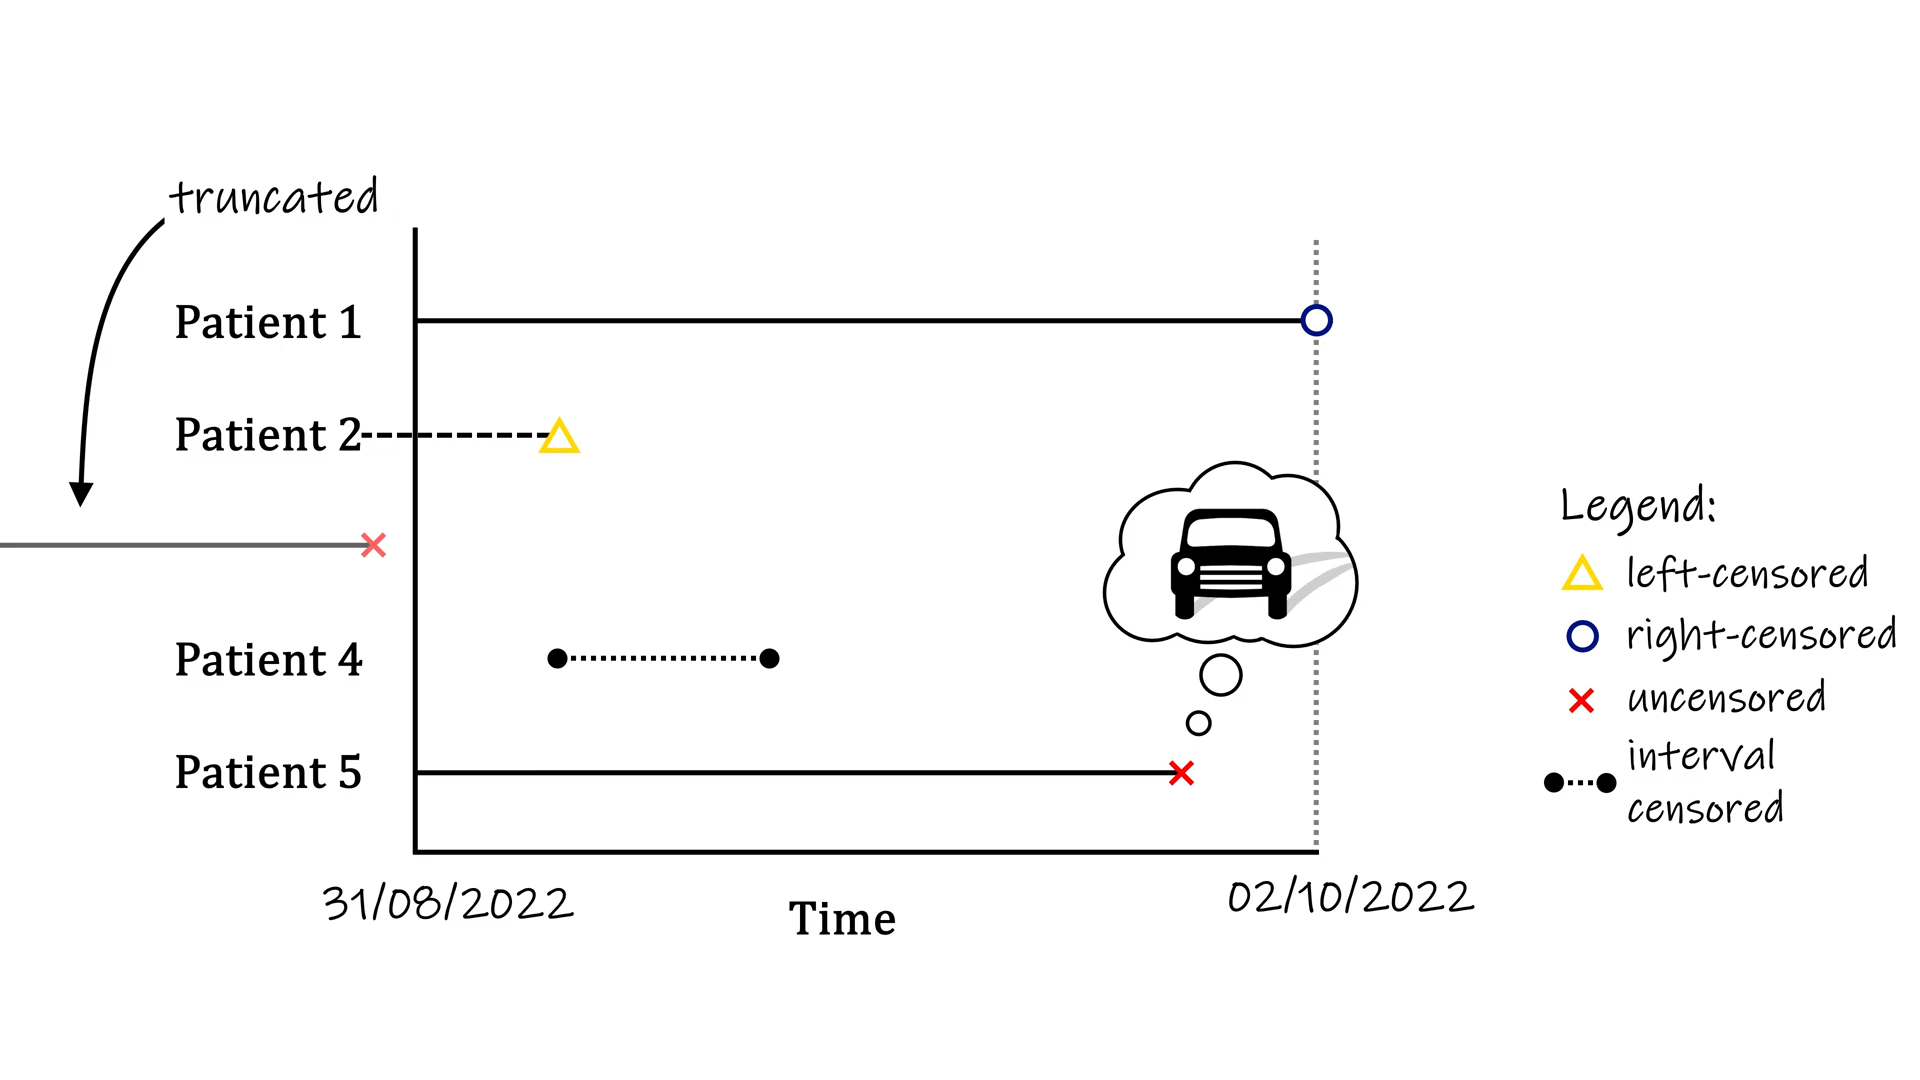 truncated
Patient 1
Patient 2
Patient 4
Patient 5
31/08/2022
Time
02/10/2022
Legend:
left-censored
right-censored
uncensored
interval
censored